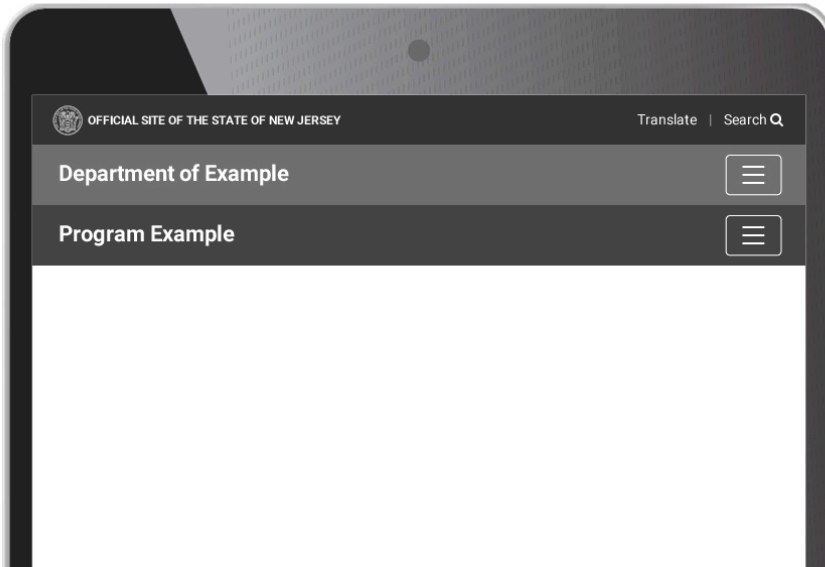 OFFICIAL SITE OF THE STATE OF NEW JERSEY
Translate | Search
Department of Example
Program Example